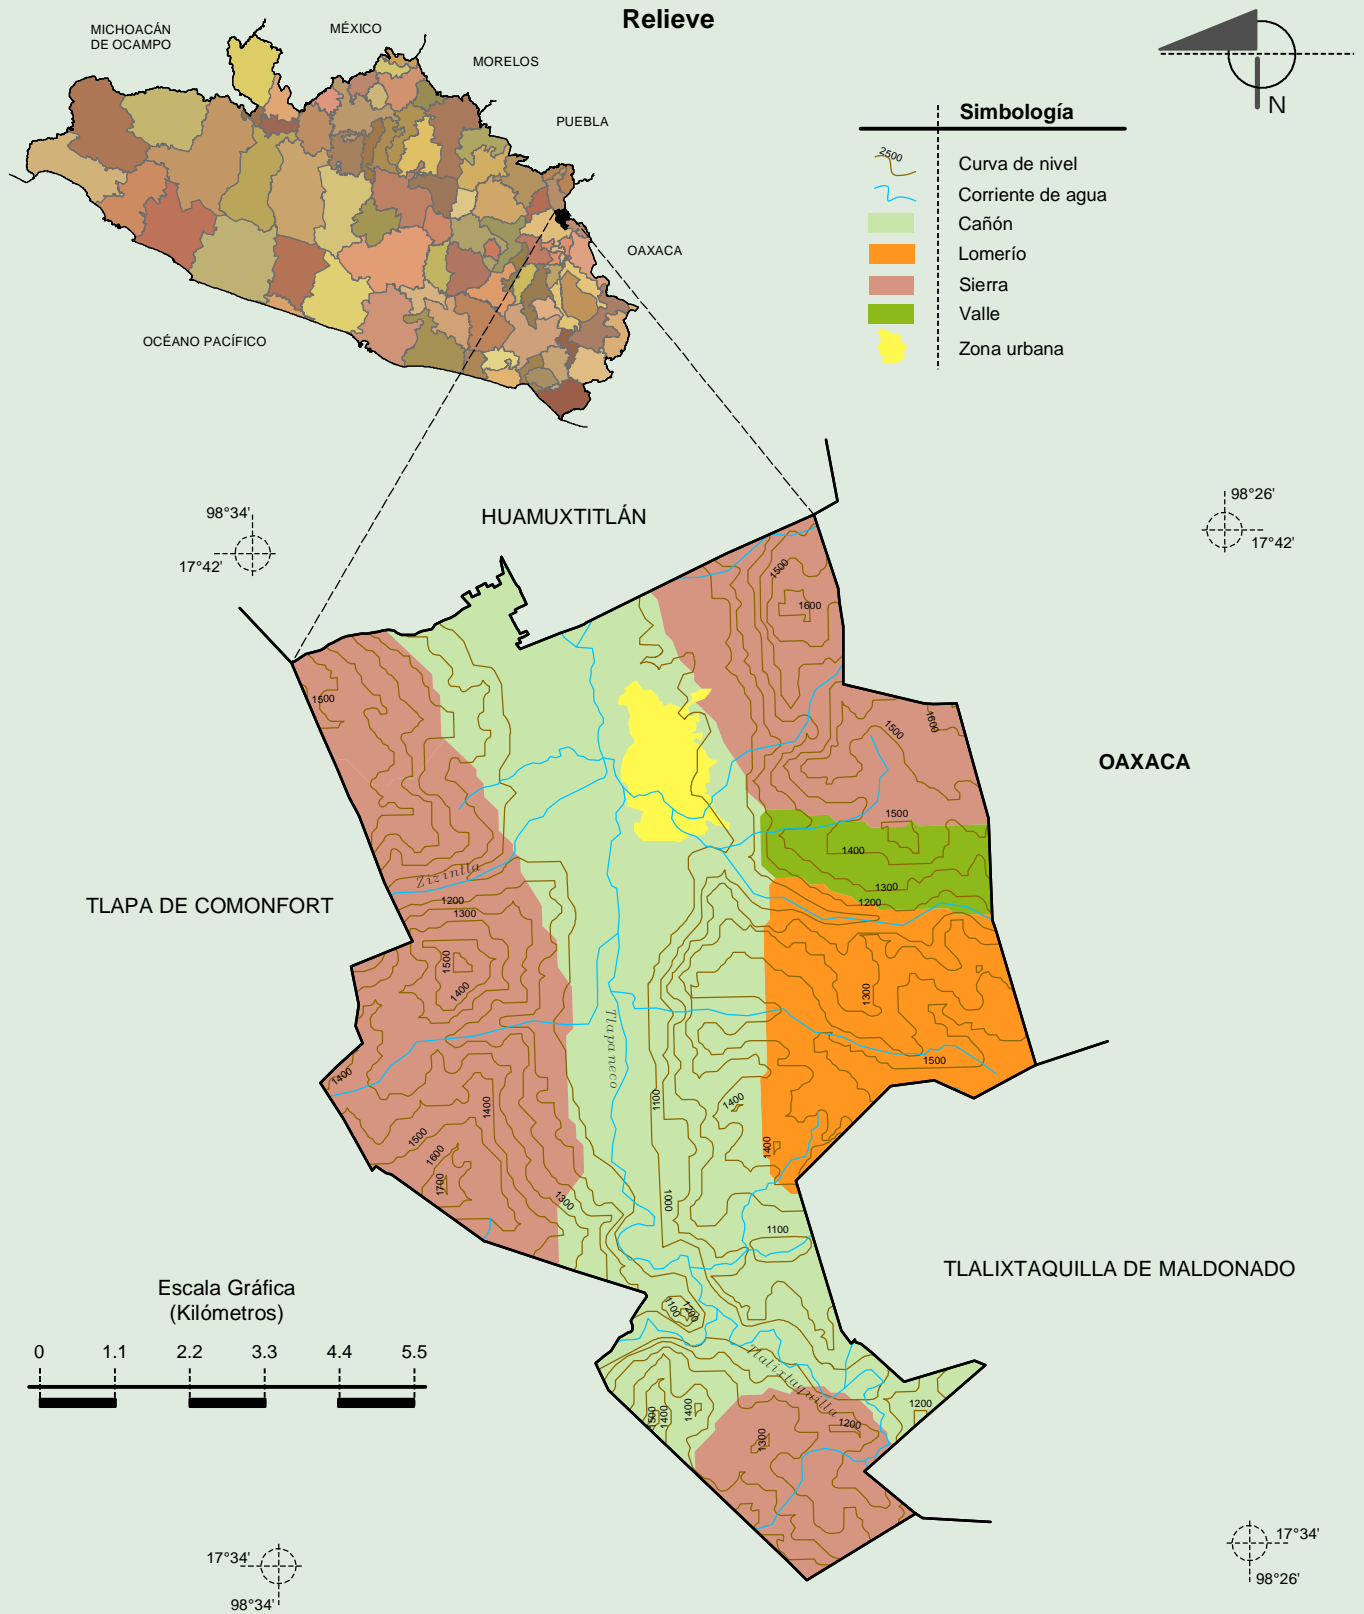 Relieve
MICHOACÁN
DE OCAMPO
MÉXICO
MORELOS
PUEBLA
OAXACA
OCÉANO PACÍFICO
N
Simbología
2500
Curva de nivel
Corriente de agua
Cañón
Lomerío
Sierra
Valle
Zona urbana
98°34'
17°42'
HUAMUXTITLÁN
98°26'
17°42'
1500
1600
1500
1500
1600
OAXACA
1500
1400
1300
1200
Zizintla
1200
1300
TLAPA DE COMONFORT
1500
1400
1300
Tlapaneco
1500
1400
1100
1400
1400
1500
1400
1600
1700
1300
1000
1100
TLALIXTAQUILLA DE MALDONADO
Escala Gráfica
(Kilómetros)
0 1.1 2.2 3.3 4.4 5.5
1100
1200
Tlalixtaquilla
1500
1400
1400
1200
1200
1300
17°34'
98°34'
17°34'
98°26'